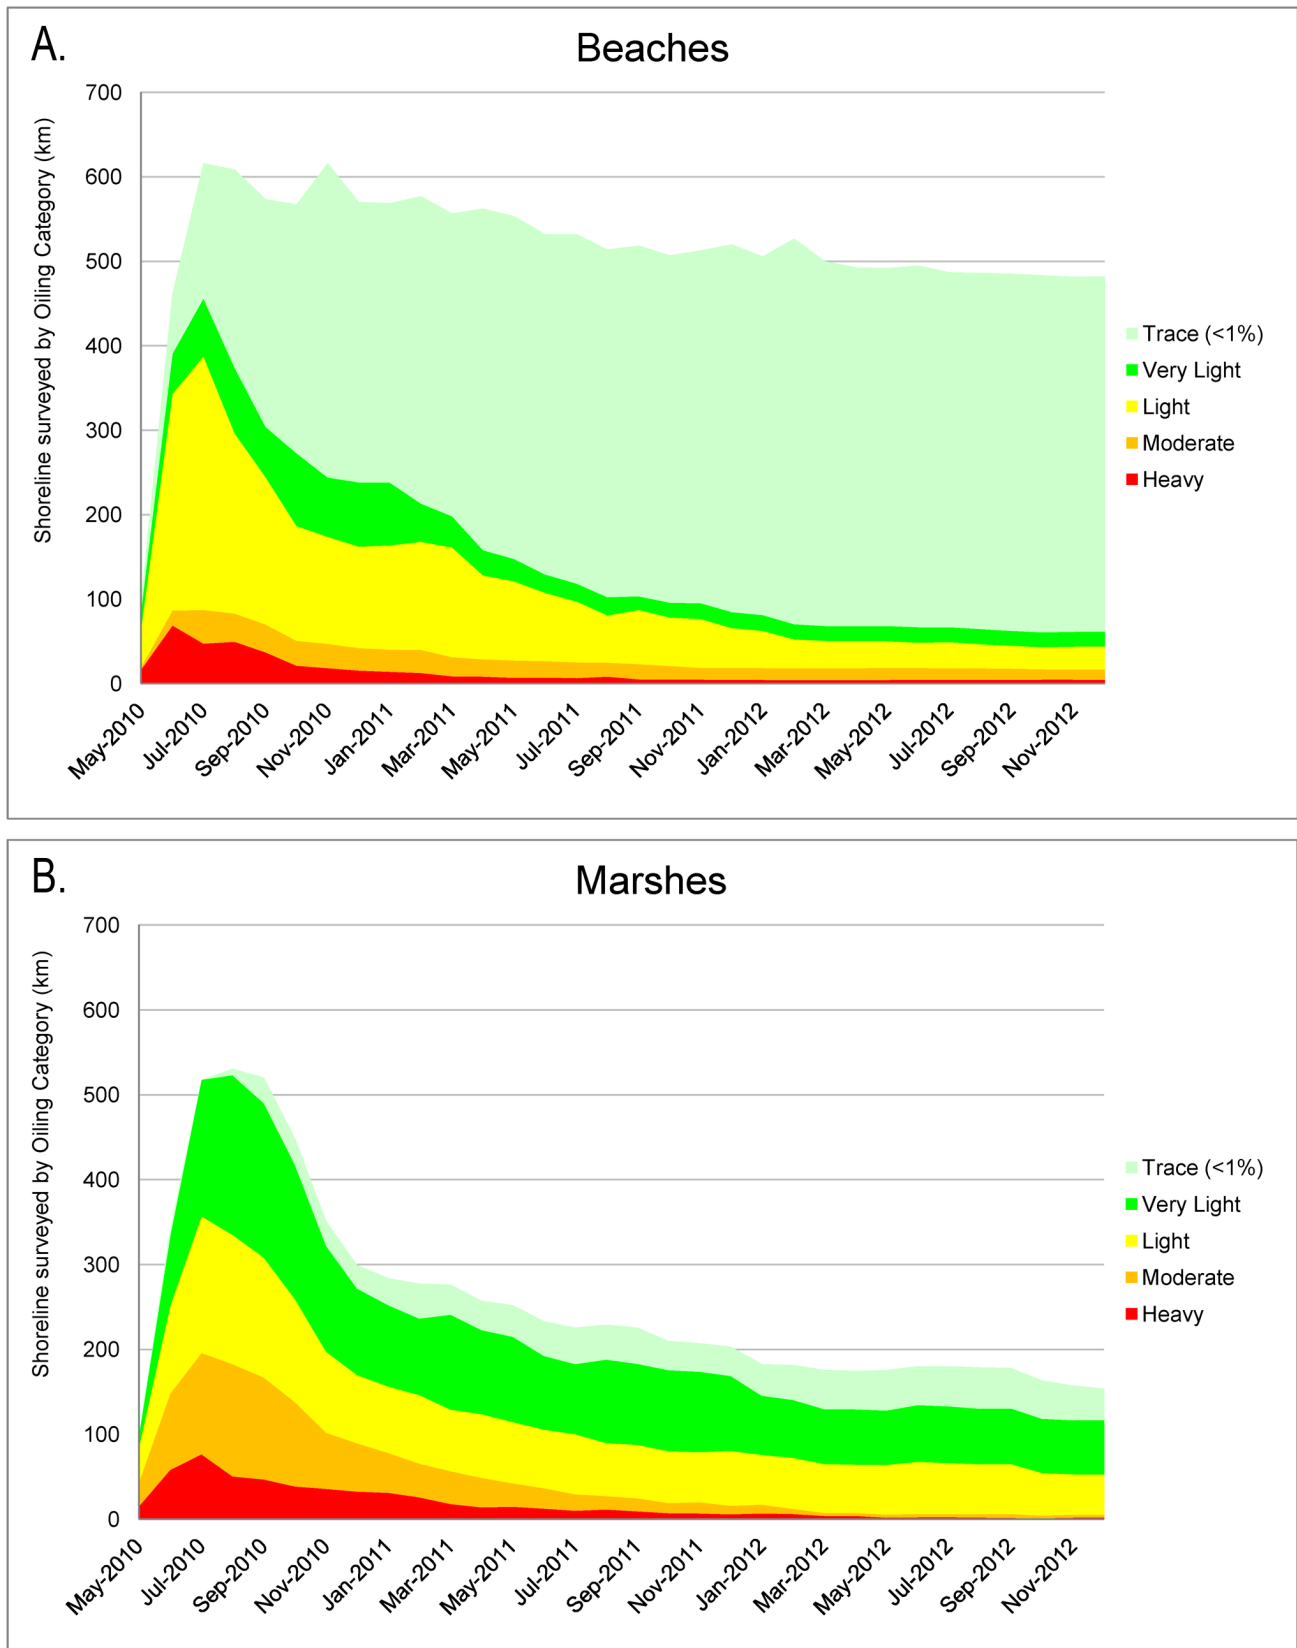 A.
Beaches
Shoreline surveyed by Oiling Category (km)
700
600
500
400
300
200
100
0
May-2010
Jul-2010
Sep-2010
Nov-2010
Jan-2011
Mar-2011
May-2011
Jul-2011
Sep-2011
Nov-2011
Jan-2012
Mar-2012
May-2012
Jul-2012
Sep-2012
Nov-2012
Trace (<1%)
Very Light
Light
Moderate
Heavy
B.
Marshes
Shoreline surveyed by Oiling Category (km)
700
600
500
400
300
200
100
0
May-2010
Jul-2010
Sep-2010
Nov-2010
Jan-2011
Mar-2011
May-2011
Jul-2011
Sep-2011
Nov-2011
Jan-2012
Mar-2012
May-2012
Jul-2012
Sep-2012
Nov-2012
Trace (<1%)
Very Light
Light
Moderate
Heavy